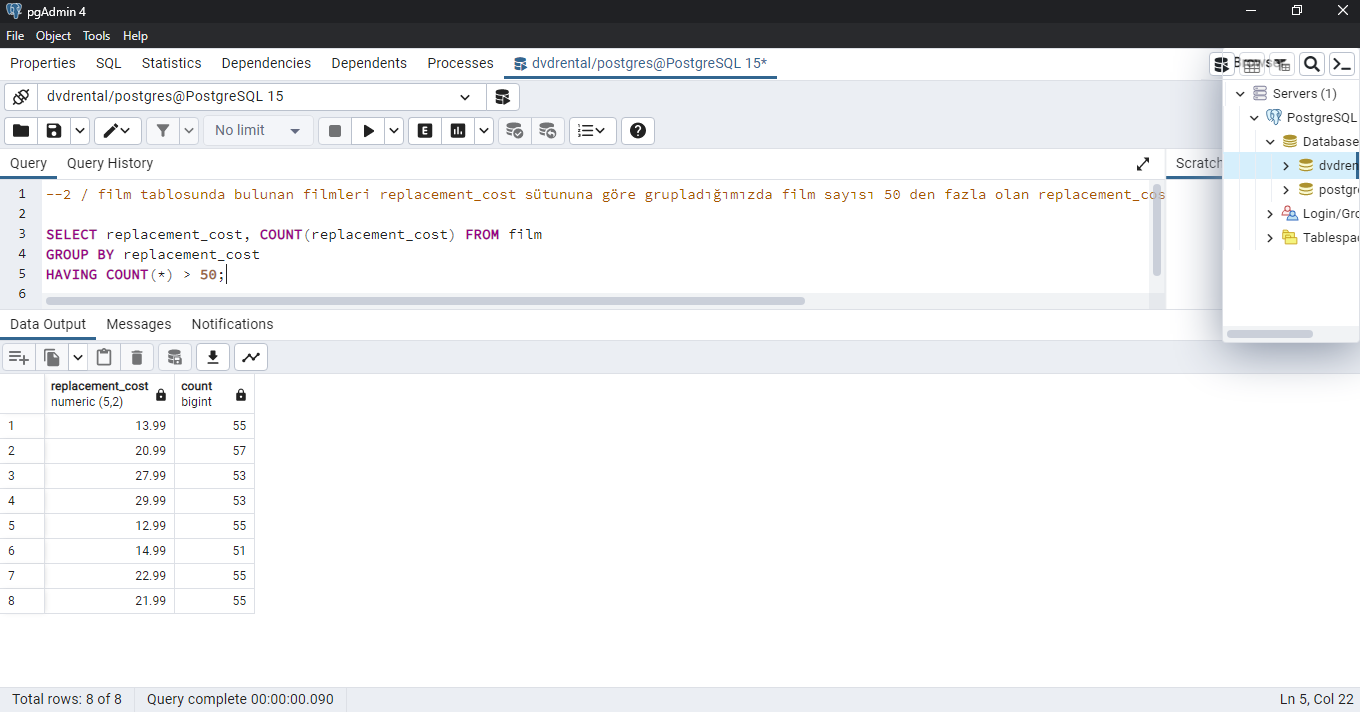 pgAdmin 4
File Object Tools Help
Properties SQL Statistics Dependencies Dependents Processes dvdrental/postgres@PostgreSQL 15*
dvdrental/postgres@PostgreSQL 15
No limit
Query Query History
Scratch
1 --2 / film tablosunda bulunan filmleri replacement_cost sütununa göre grupladığımızda film sayısı 50 den fazla olan replacement_cos
2
3 SELECT replacement_cost, COUNT(replacement_cost) FROM film
4 GROUP BY replacement_cost
5 HAVING COUNT(*) > 50;
6
Servers (1)
PostgreSQL
Database
dvdren
postgr
Login/Gro
Tablespa
Data Output Messages Notifications
replacement_cost count
numeric (5,2) bigint
1 13.99 55
2 20.99 57
3 27.99 53
4 29.99 53
5 12.99 55
6 14.99 51
7 22.99 55
8 21.99 55
Total rows: 8 of 8 Query complete 00:00:00.090 Ln 5, Col 22